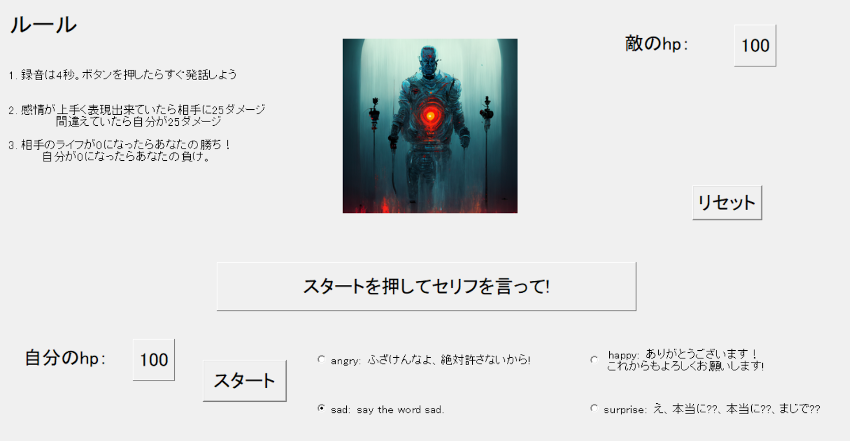 ルール
1. 録音は4秒。ボタンを押したらすぐ発話しよう
2. 感情が上手く表現出来ていたら相手に25ダメージ
間違えていたら自分が25ダメージ
3. 相手のライフが0になったらあなたの勝ち！
自分が0になったらあなたの負け。
敵のhp:
100
リセット
スタートを押してセリフを言って!
自分のhp:
100
スタート
angry: ふざけんなよ、絶対許さないから!
happy: ありがとうございます！
これからもよろしくお願いします!
sad: say the word sad.
surprise: え、本当に??、本当に??、まじで??